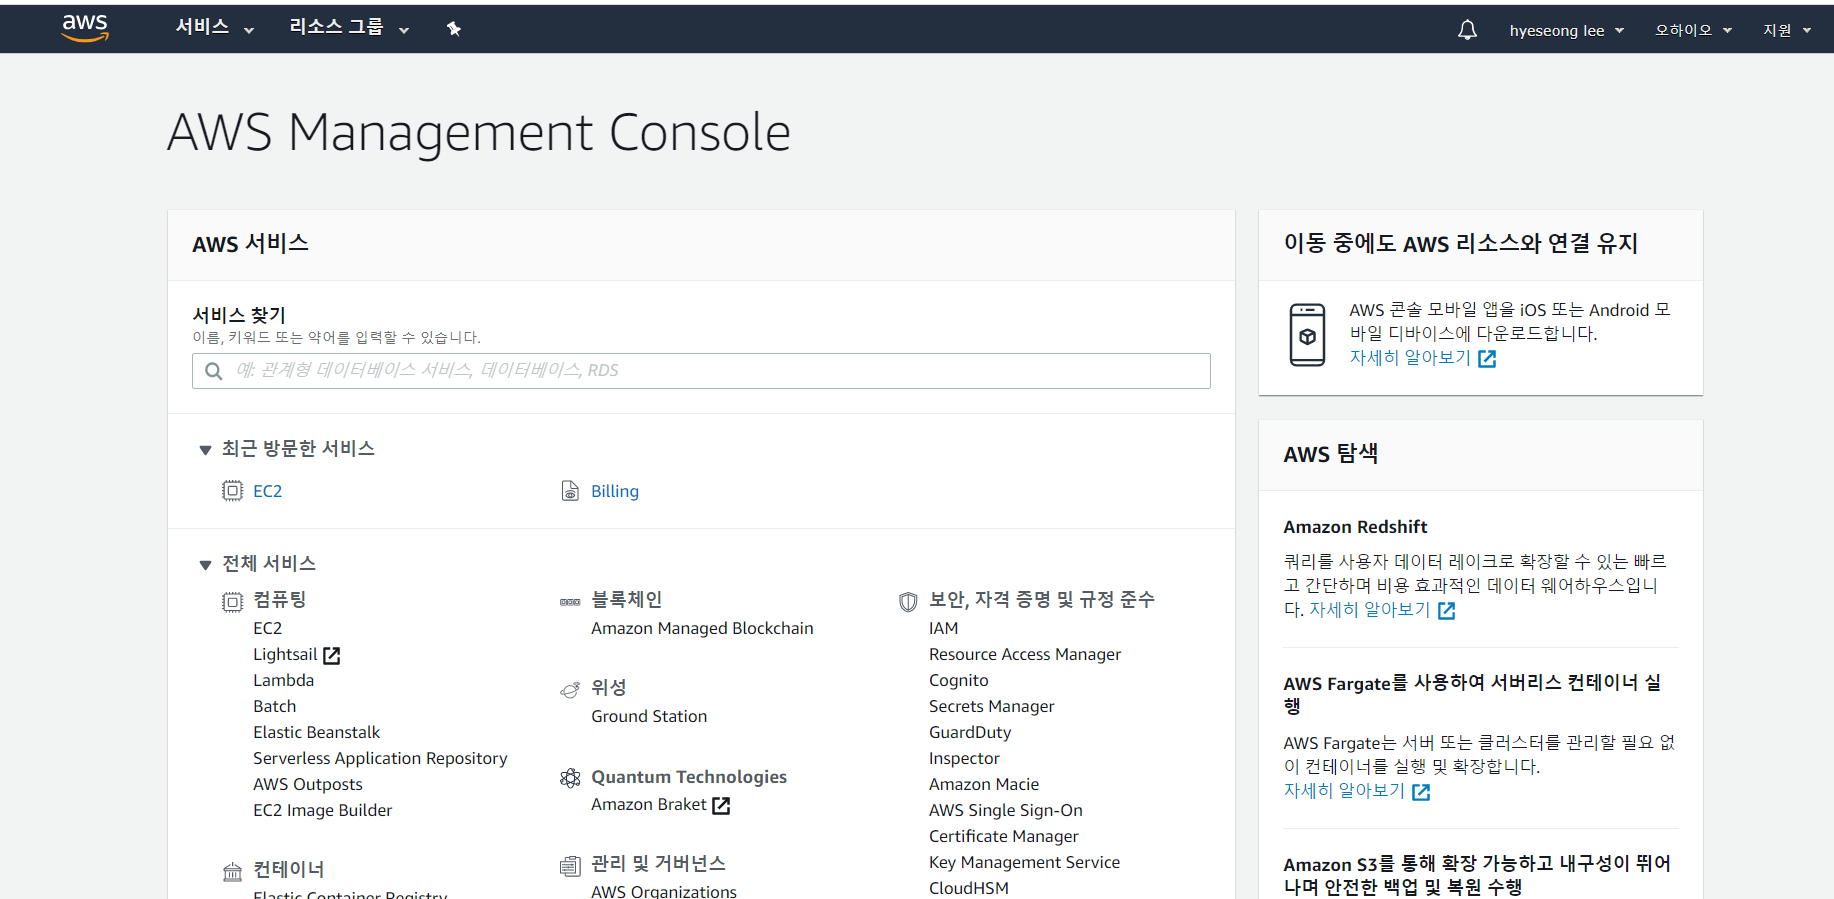 aws
서비스
리소스 그룹
hyeseong lee
오하이오
지원
AWS Management Console
AWS 서비스
서비스 찾기
이름, 키워드 또는 약어를 입력할 수 있습니다.
예: 관계형 데이터베이스 서비스, 데이터베이스, RDS
최근 방문한 서비스
EC2
Billing
전체 서비스
컴퓨팅
EC2
Lightsail
Lambda
Batch
Elastic Beanstalk
Serverless Application Repository
AWS Outposts
EC2 Image Builder
컨테이너
Elastic Container Registry
블록체인
Amazon Managed Blockchain
위성
Ground Station
Quantum Technologies
Amazon Braket
관리 및 거버넌스
AWS Organizations
보안, 자격 증명 및 규정 준수
IAM
Resource Access Manager
Cognito
Secrets Manager
GuardDuty
Inspector
Amazon Macie
AWS Single Sign-On
Certificate Manager
Key Management Service
CloudHSM
이동 중에도 AWS 리소스와 연결 유지
AWS 콘솔 모바일 앱을 iOS 또는 Android 모
바일 디바이스에 다운로드합니다.
자세히 알아보기
AWS 탐색
Amazon Redshift
쿼리를 사용자 데이터 레이크로 확장할 수 있는 빠르
고 간단하며 비용 효과적인 데이터 웨어하우스입니
다. 자세히 알아보기
AWS Fargate를 사용하여 서버리스 컨테이너 실
행
AWS Fargate는 서버 또는 클러스터를 관리할 필요 없
이 컨테이너를 실행 및 확장합니다.
자세히 알아보기
Amazon S3를 통해 확장 가능하고 내구성이 뛰어
나며 안전한 백업 및 복원 수행